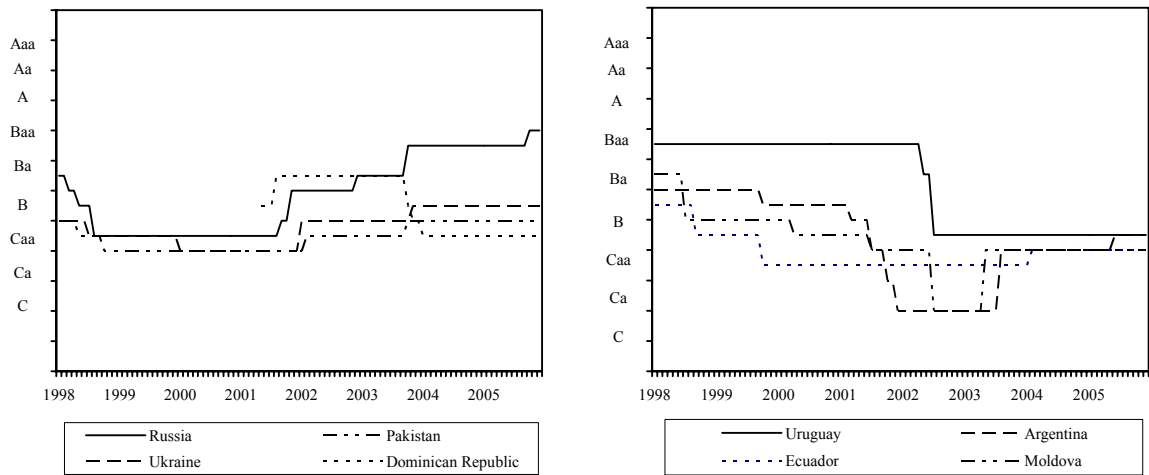 Aaa
Aa
A
Baa
Ba
B
Caa
Ca
C
1998 1999 2000 2001 2002 2003 2004 2005
Russia Pakistan
Ukraine Dominican Republic
Aaa
Aa
A
Baa
Ba
B
Caa
Ca
C
1998 1999 2000 2001 2002 2003 2004 2005
Uruguay Argentina
Ecuador Moldova